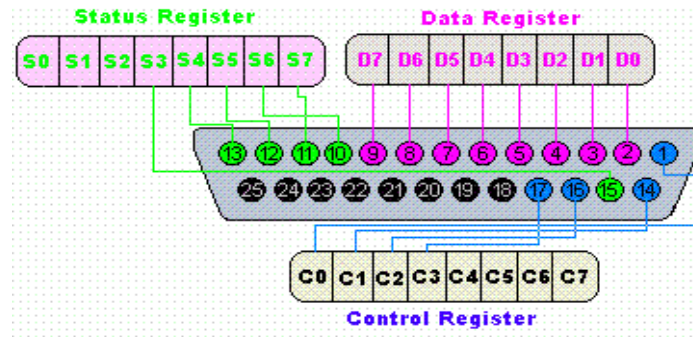 Status Register Data Register
S0 S1 S2 S3 S4 S5 S6 S7 D7 D6 D5 D4 D3 D2 D1 D0
13 12 11 10 9 8 7 6 5 4 3 2 1
25 24 23 22 21 20 19 18 17 16 15 14
C0 C1 C2 C3 C4 C5 C6 C7
Control Register